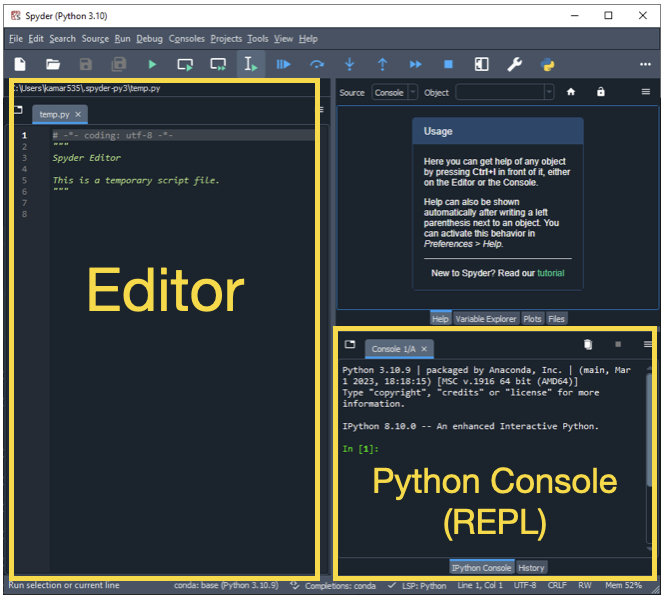 Spyder (Python 3.10)
File Edit Search Source Run Debug Consoles Projects Tools View Help
C:\Users\kamar535\.spyder-py3\temp.py
temp.py
1 # -*- coding: utf-8 -*-
2 """
3 Spyder Editor
4
5 This is a temporary script file.
6 """
7
8
Editor
Source Console Object
Usage
Here you can get help of any object
by pressing Ctrl+I in front of it, either
on the Editor or the Console.
Help can also be shown
automatically after writing a left
parenthesis next to an object. You
can activate this behavior in
Preferences > Help.
New to Spyder? Read our tutorial
Help Variable Explorer Plots Files
Console 1/A
Python 3.10.9 | packaged by Anaconda, Inc. | (main, Mar
1 2023, 18:18:15) [MSC v.1916 64 bit (AMD64)]
Type "copyright", "credits" or "license" for more
information.
IPython 8.10.0 -- An enhanced Interactive Python.
In [1]:
Python Console
(REPL)
IPython Console History
Run selection or current line conda: base (Python 3.10.9) Completions: conda LSP: Python Line 1, Col 1 UTF-8 CRLF RW Mem 52%